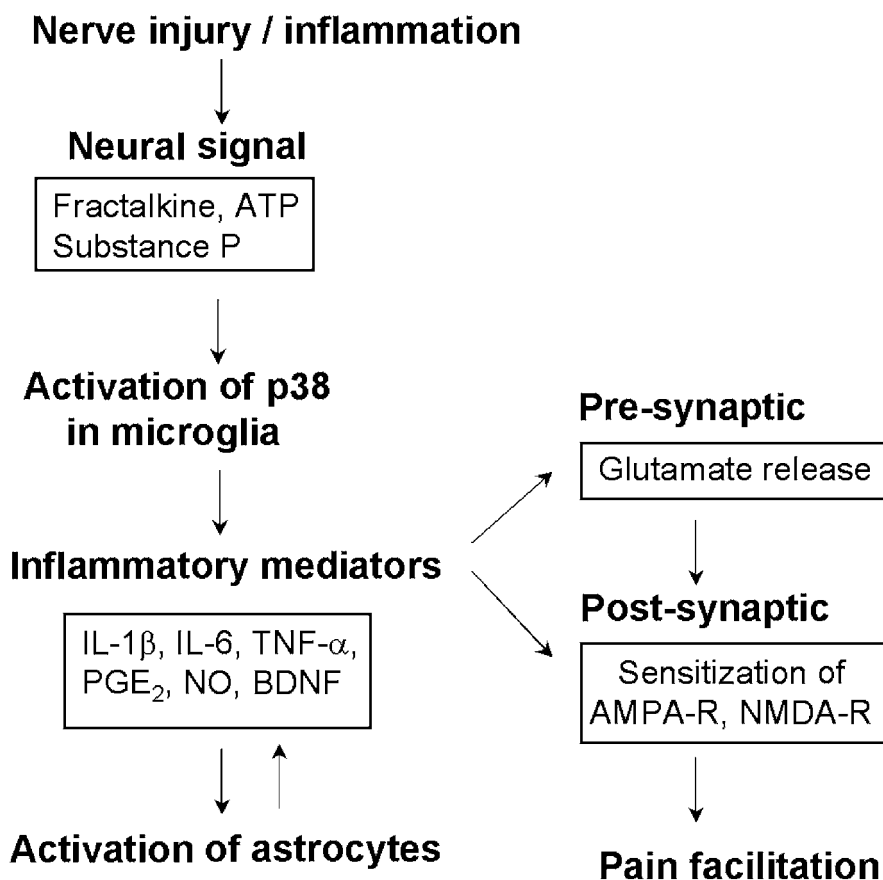 Nerve injury / inflammation
Neural signal
Fractalkine, ATP
Substance P
Activation of p38
in microglia
Inflammatory mediators
IL-1β, IL-6, TNF-α,
PGE₂, NO, BDNF
Activation of astrocytes
Pre-synaptic
Glutamate release
Post-synaptic
Sensitization of
AMPA-R, NMDA-R
Pain facilitation